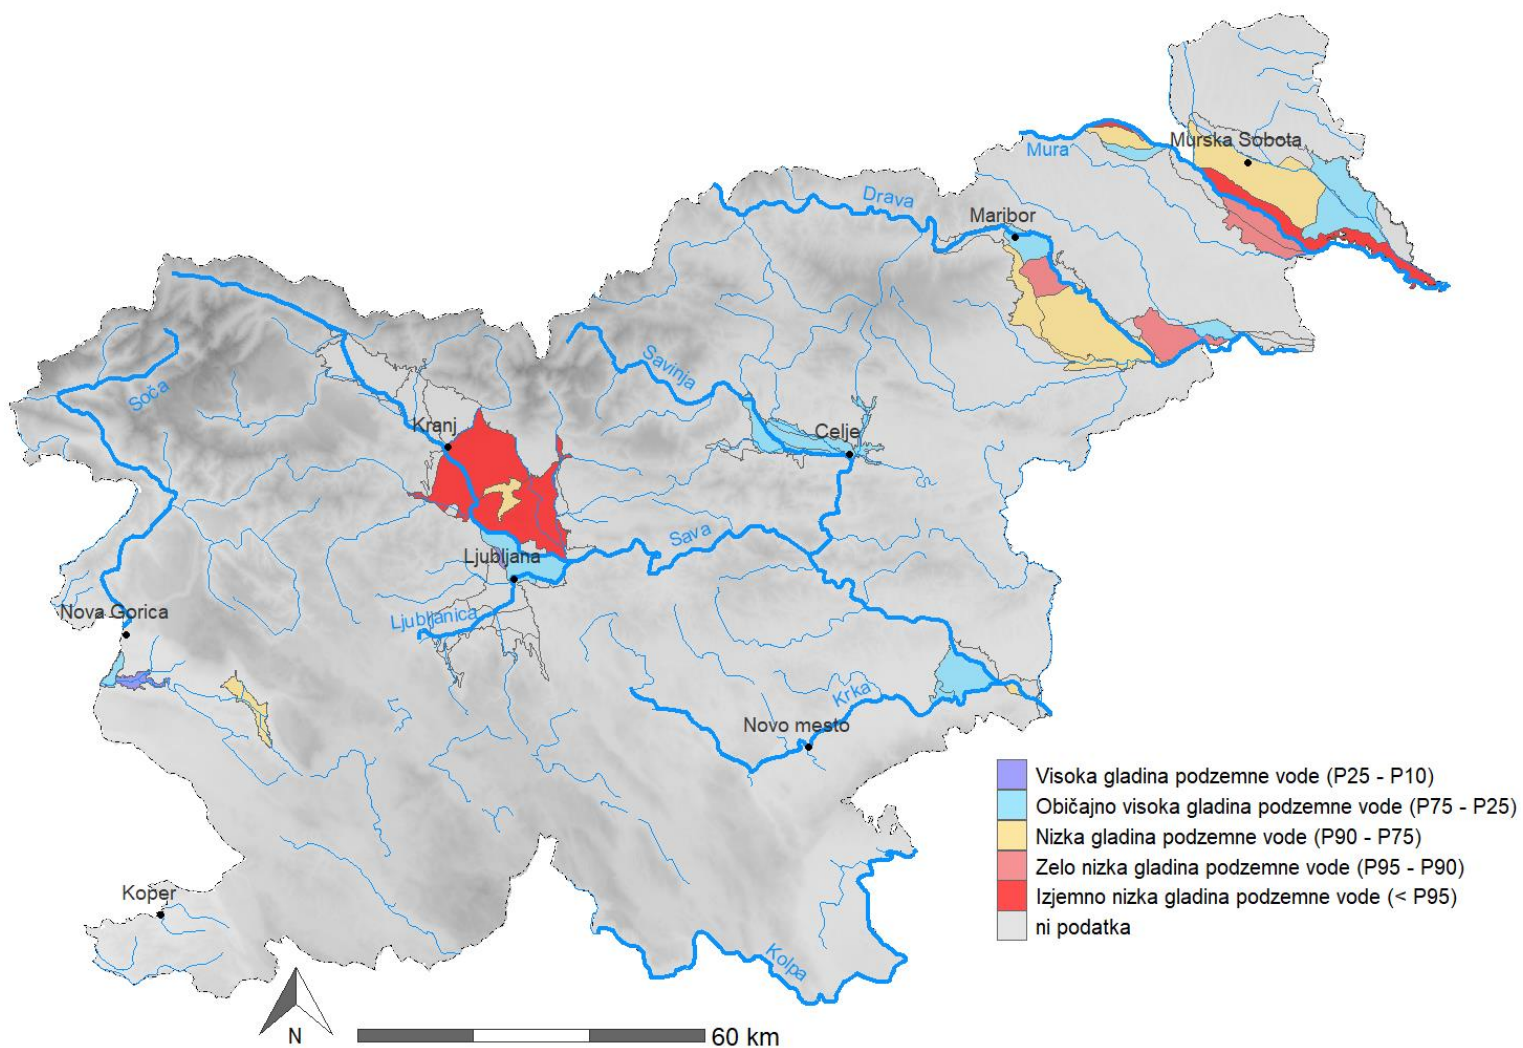 Mura
Murska Sobota
Drava
Maribor
Savinja
Soča
Kranj
Celje
Sava
Ljubljana
Nova Gorica
Ljubljanica
Krka
Novo mesto
Visoka gladina podzemne vode (P25 - P10)
Običajno visoka gladina podzemne vode (P75 - P25)
Nizka gladina podzemne vode (P90 - P75)
Zelo nizka gladina podzemne vode (P95 - P90)
Izjemno nizka gladina podzemne vode (< P95)
ni podatka
Koper
Kolpa
N
60 km